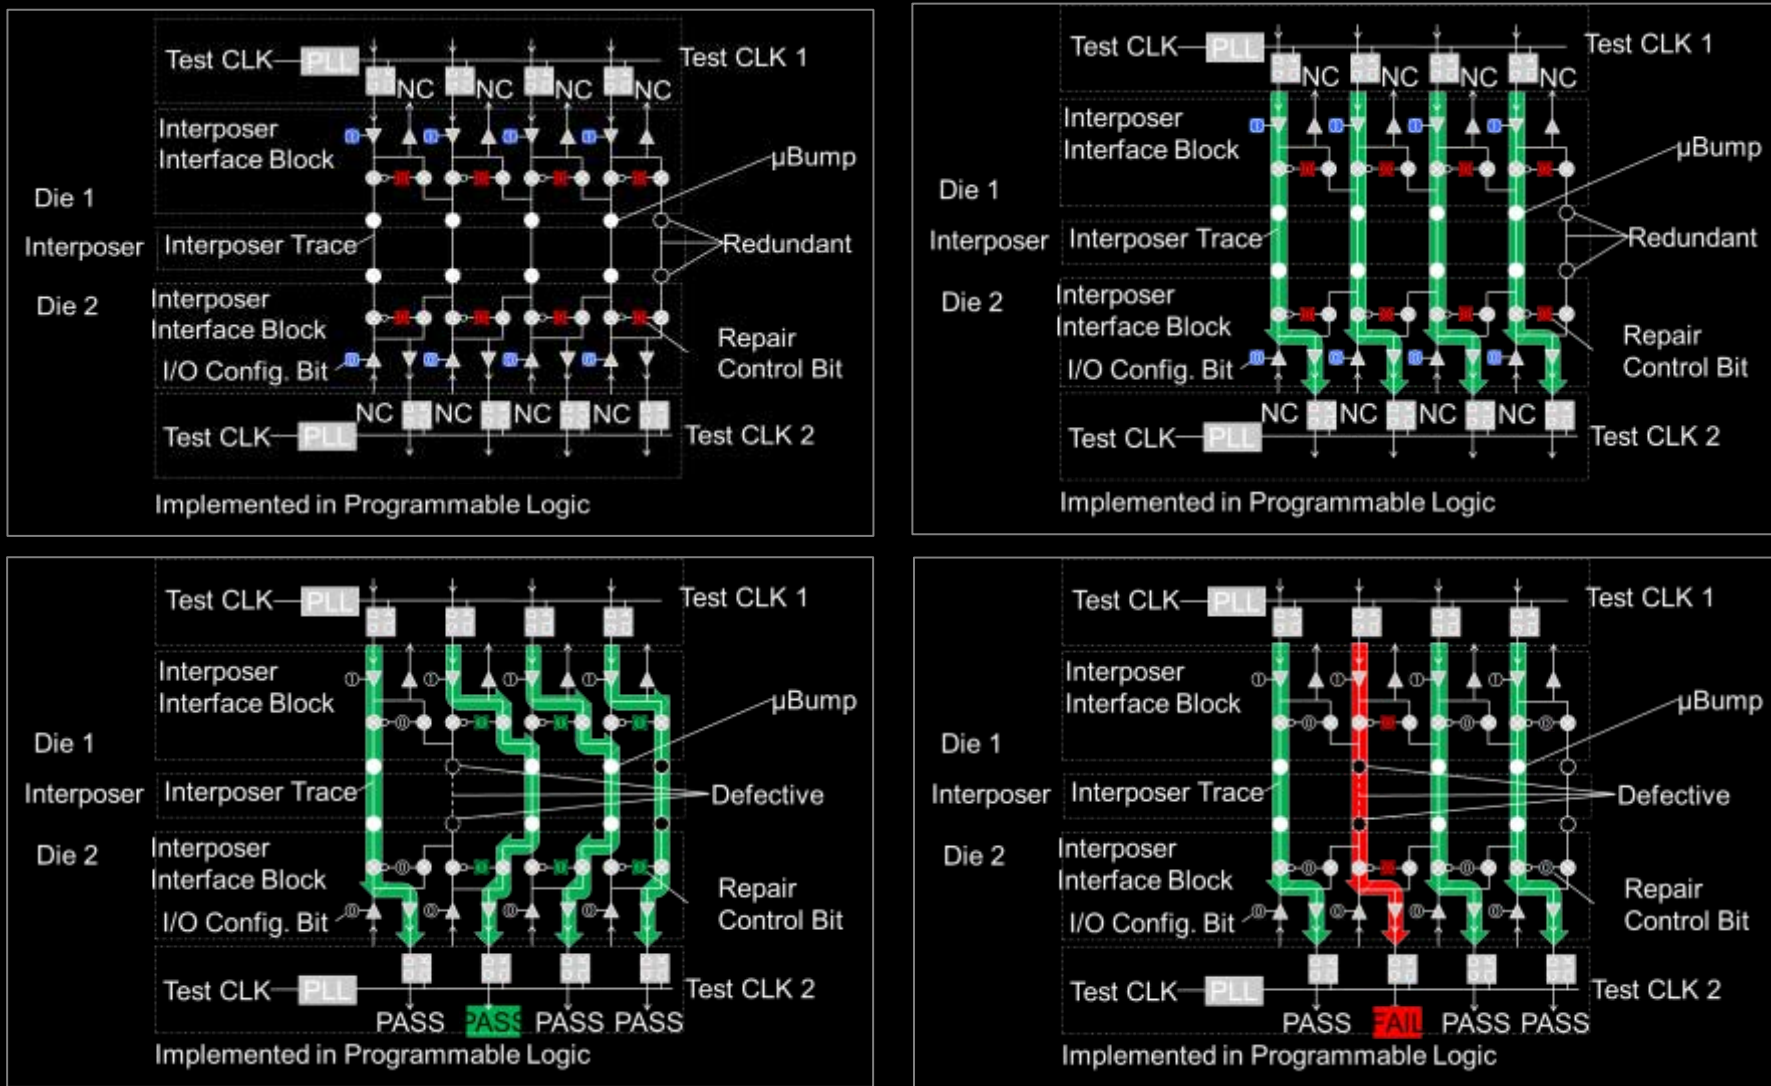 Test CLK PLL Test CLK 1
NC NC NC NC
Interposer
Interface Block
µBump
Die 1
Interposer Interposer Trace Redundant
Die 2
Interposer
Interface Block
Repair
Control Bit
I/O Config. Bit
NC NC NC NC
Test CLK PLL Test CLK 2
Implemented in Programmable Logic
Test CLK PLL Test CLK 1
NC NC NC NC
Interposer
Interface Block
µBump
Die 1
Interposer Interposer Trace Redundant
Die 2
Interposer
Interface Block
Repair
Control Bit
I/O Config. Bit
NC NC NC NC
Test CLK PLL Test CLK 2
Implemented in Programmable Logic
Test CLK PLL Test CLK 1
Interposer
Interface Block
µBump
Die 1
Interposer Interposer Trace Defective
Die 2
Interposer
Interface Block
Repair
Control Bit
I/O Config. Bit
Test CLK PLL Test CLK 2
PASS PASS PASS PASS
Implemented in Programmable Logic
Test CLK PLL Test CLK 1
Interposer
Interface Block
µBump
Die 1
Interposer Interposer Trace Defective
Die 2
Interposer
Interface Block
Repair
Control Bit
I/O Config. Bit
Test CLK PLL Test CLK 2
PASS FAIL PASS PASS
Implemented in Programmable Logic